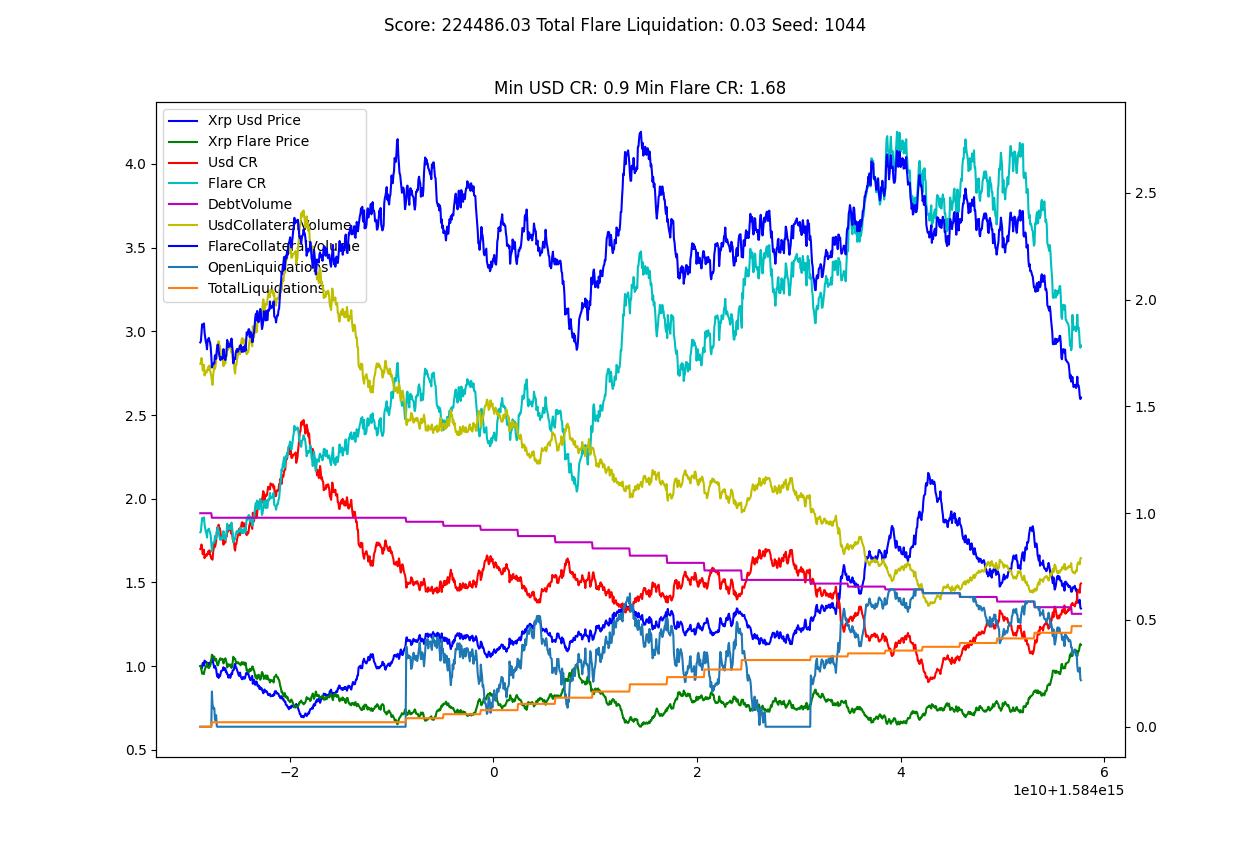 Score: 224486.03 Total Flare Liquidation: 0.03 Seed: 1044
Min USD CR: 0.9 Min Flare CR: 1.68
Xrp Usd Price
Xrp Flare Price
Usd CR
Flare CR
DebtVolume
UsdCollateralVolume
FlareCollateralVolume
OpenLiquidations
TotalLiquidations
4.0
3.5
3.0
2.5
2.0
1.5
1.0
0.5
2.5
2.0
1.5
1.0
0.5
0.0
−2 0 2 4 6
1e10+1.584e15